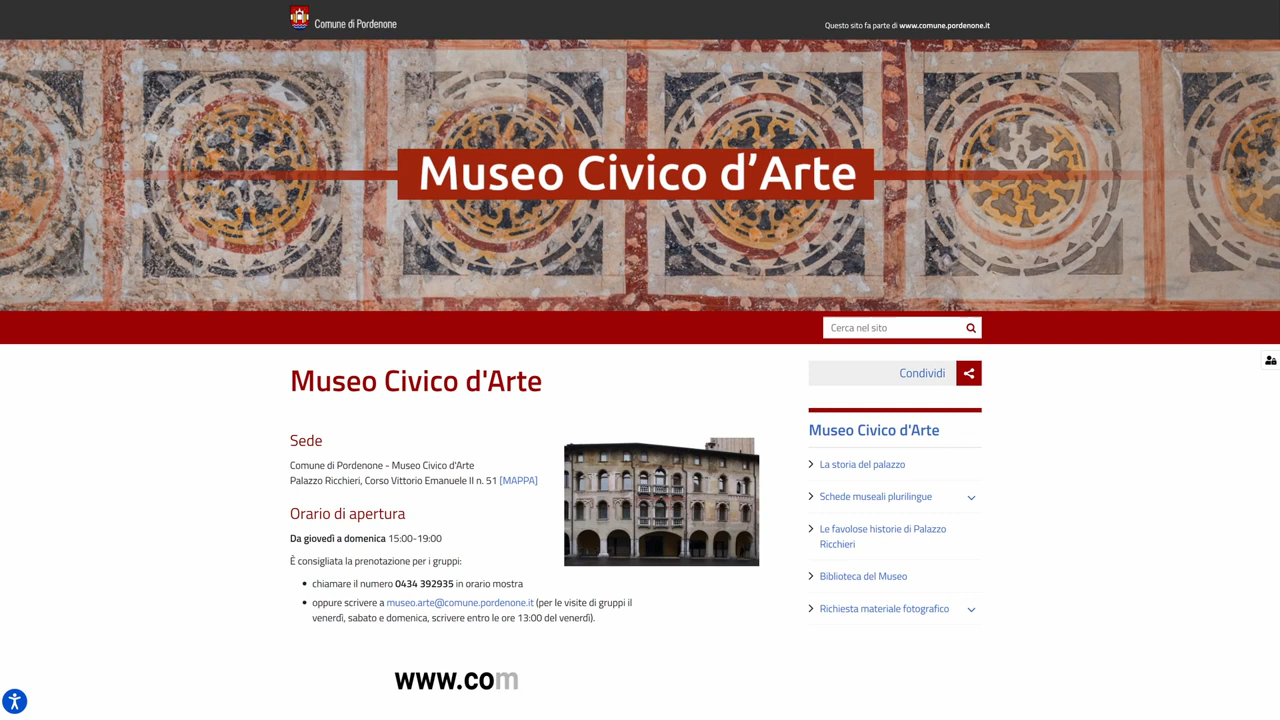 Comune di Pordenone
Questo sito fa parte di www.comune.pordenone.it
Museo Civico d’Arte
Cerca nel sito
Museo Civico d'Arte
Condividi
Sede
Comune di Pordenone - Museo Civico d'Arte
Palazzo Ricchieri, Corso Vittorio Emanuele II n. 51 [MAPPA]
Orario di apertura
Da giovedì a domenica 15:00-19:00
È consigliata la prenotazione per i gruppi:
chiamare il numero 0434 392935 in orario mostra
oppure scrivere a museo.arte@comune.pordenone.it (per le visite di gruppi il
venerdì, sabato e domenica, scrivere entro le ore 13:00 del venerdì).
Museo Civico d'Arte
La storia del palazzo
Schede museali plurilingue
Le favolose historie di Palazzo
Ricchieri
Biblioteca del Museo
Richiesta materiale fotografico
www.com